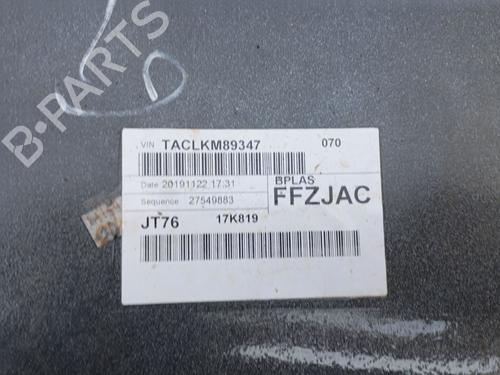 B-PARTS
VIN TACLKM89347 070
Date 20191122 17:31 BPLAS
Sequence 27549883 FFZJAC
JT76 17K819